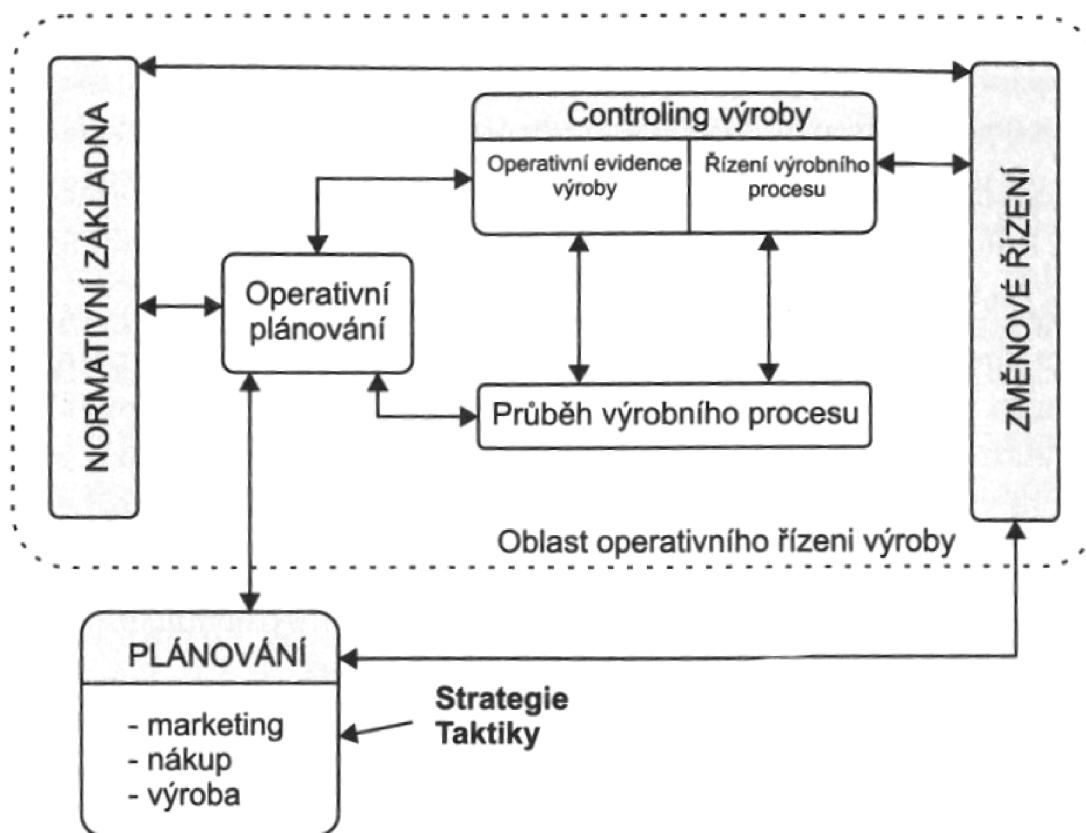 NORMATIVNÍ ZÁKLADNA
Controling výroby
Operativní evidence
výroby
Řízení výrobního
procesu
Operativní
plánování
Průběh výrobního procesu
ZMĚNOVÉ ŘÍZENÍ
Oblast operativního řízeni výroby
PLÁNOVÁNÍ
- marketing
- nákup
- výroba
Strategie
Taktiky